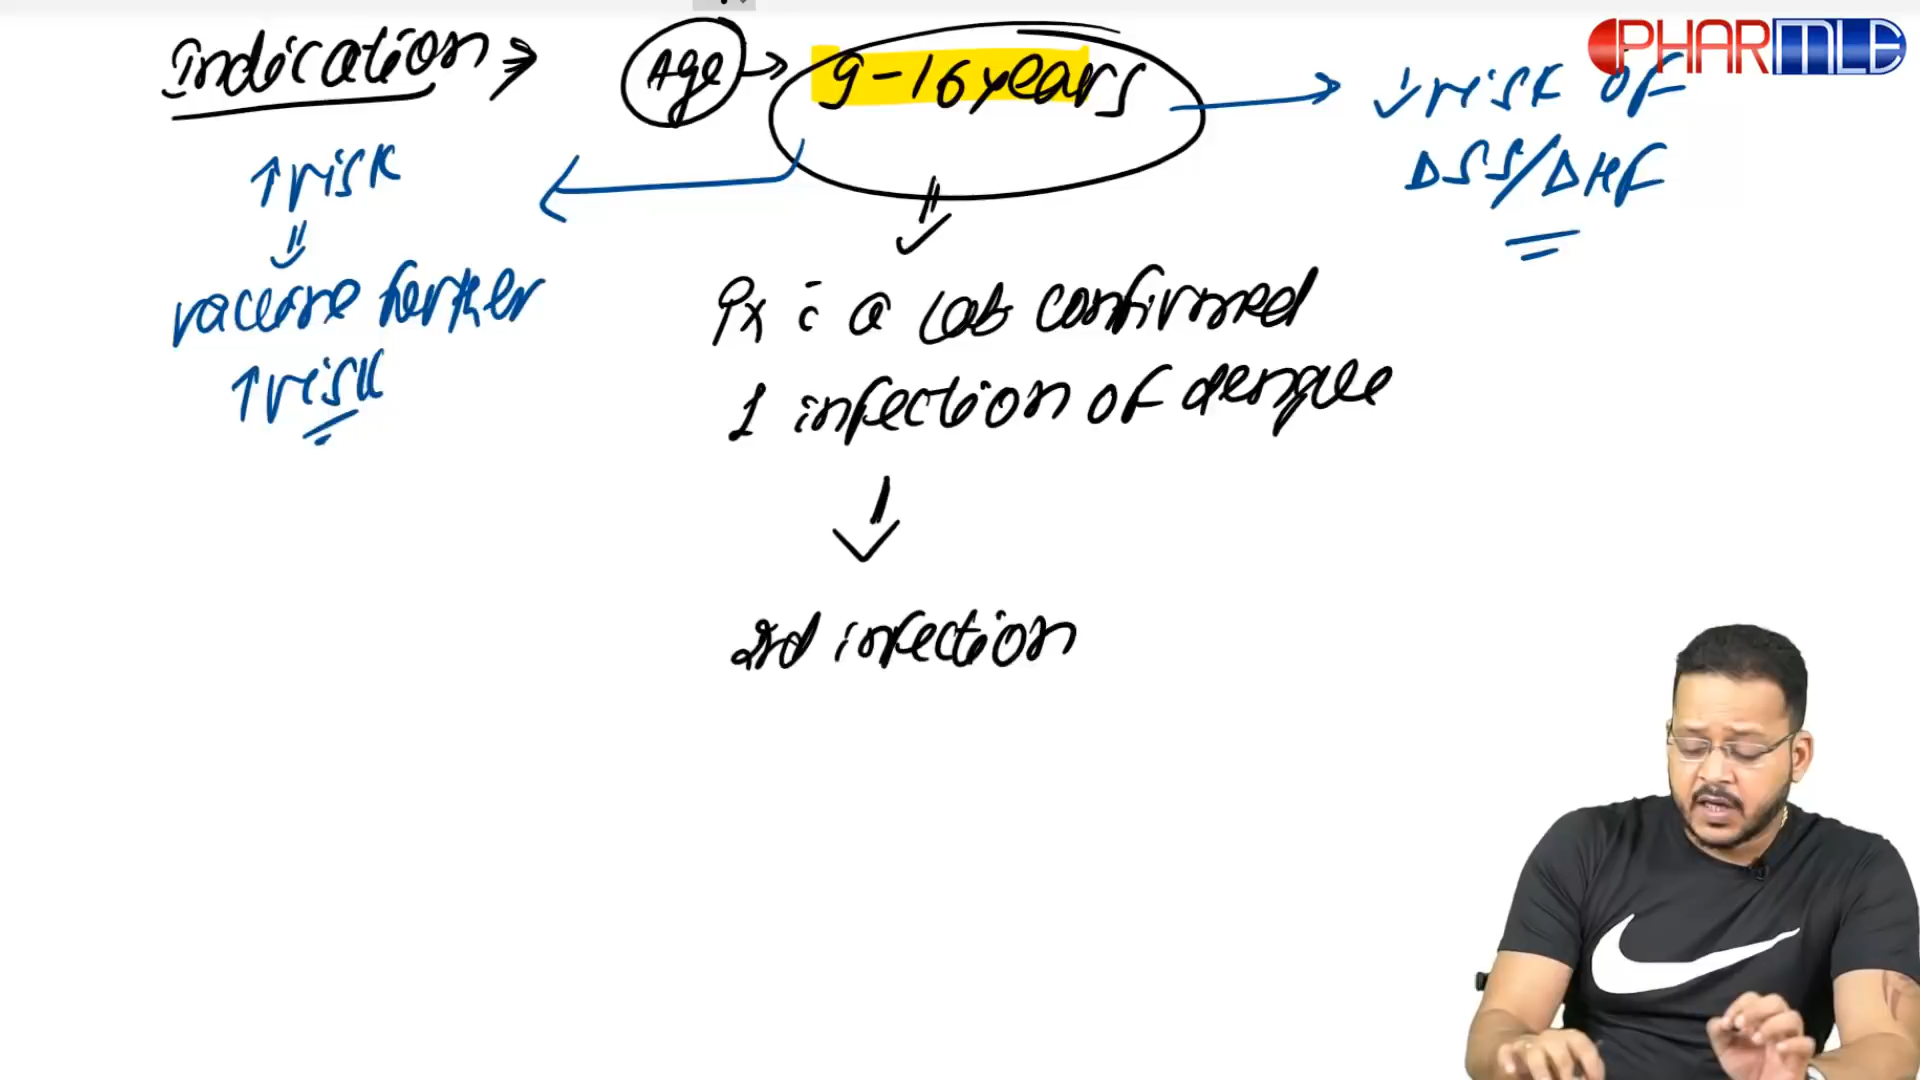 Indication ⇒ Age → 9-16 years → ↓risk of
DSS/DHF
↑risk
vaccine further
↑risk
Px c̄ a lab confirmed
1 infection of dengue
2nd infection
PHARMLE